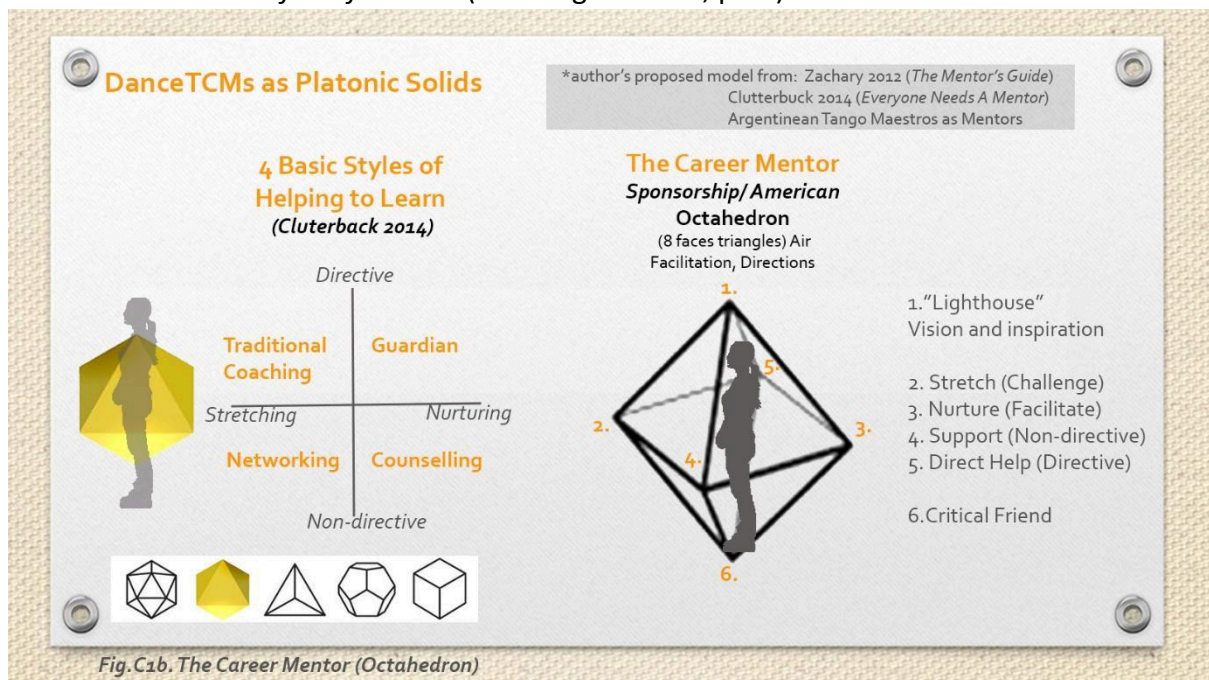 DanceTCMs as Platonic Solids
*author's proposed model from: Zachary 2012 (The Mentor's Guide)
Clutterbuck 2014 (Everyone Needs A Mentor)
Argentinean Tango Maestros as Mentors
4 Basic Styles of
Helping to Learn
(Cluterback 2014)
Directive
Traditional
Coaching
Guardian
Stretching
Nurturing
Networking
Counselling
Non-directive
The Career Mentor
Sponsorship/American
Octahedron
(8 faces triangles) Air
Facilitation, Directions
1.
5.
2.
3.
4.
6.
1."Lighthouse"
Vision and inspiration
2. Stretch (Challenge)
3. Nurture (Facilitate)
4. Support (Non-directive)
5. Direct Help (Directive)
6.Critical Friend
Fig.C1b. The Career Mentor (Octahedron)